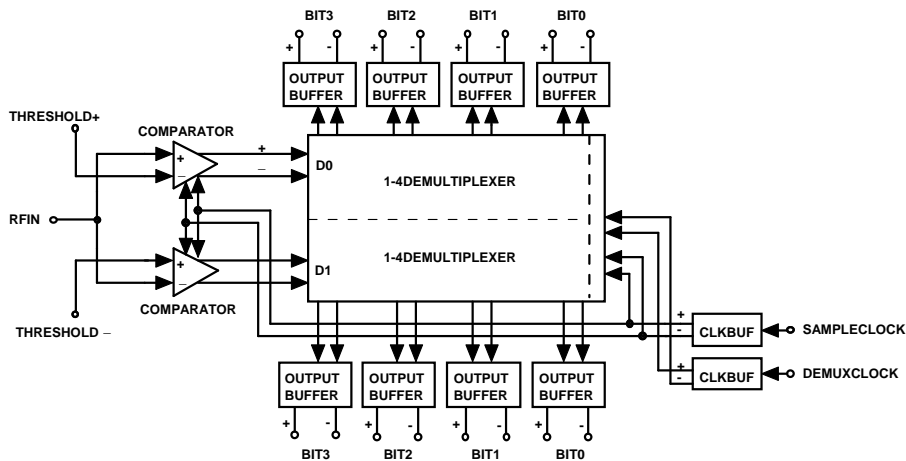 BIT3 BIT2 BIT1 BIT0
+ - + - + - + -
OUTPUT BUFFER OUTPUT BUFFER OUTPUT BUFFER OUTPUT BUFFER
THRESHOLD+
COMPARATOR
+ −
+ −
D0
1-4DEMULTIPLEXER
RFIN
1-4DEMULTIPLEXER
D1
+ −
COMPARATOR
THRESHOLD −
+ -
CLKBUF
SAMPLECLOCK
+ -
CLKBUF
DEMUXCLOCK
OUTPUT BUFFER OUTPUT BUFFER OUTPUT BUFFER OUTPUT BUFFER
+ - + - + - + -
BIT3 BIT2 BIT1 BIT0